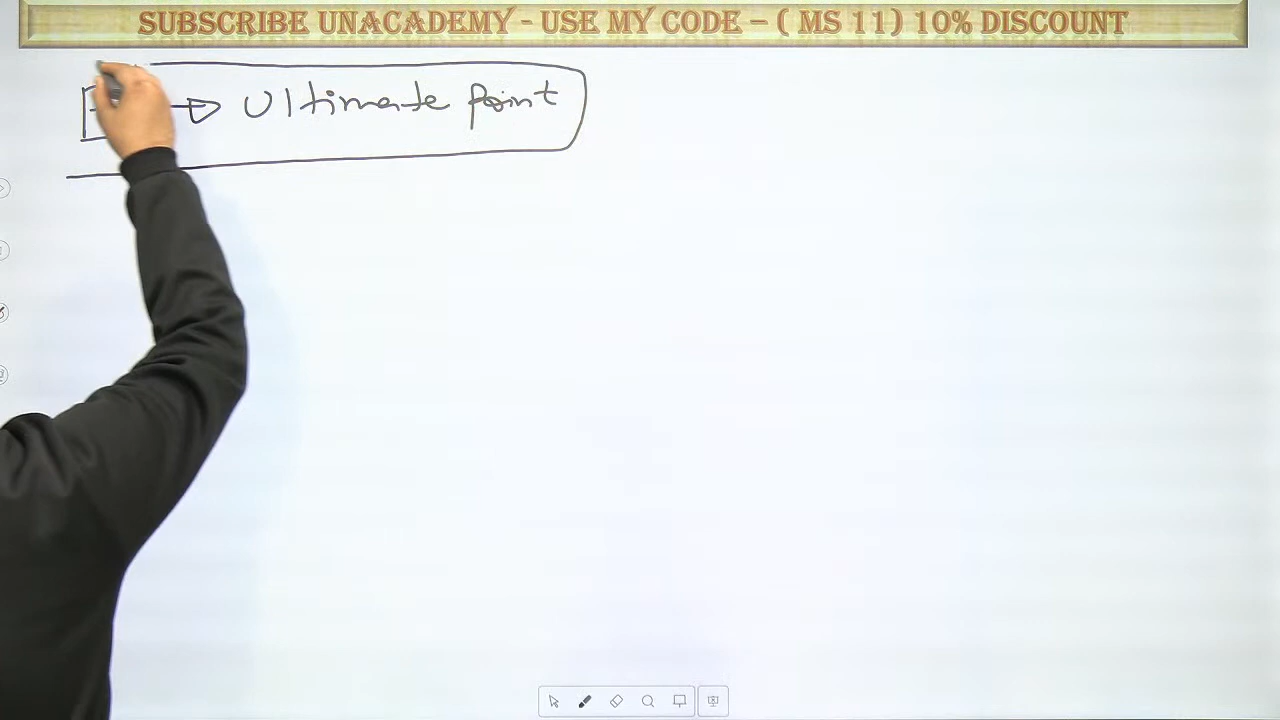 SUBSCRIBE UNACADEMY - USE MY CODE – ( MS 11) 10% DISCOUNT
Ultimate point